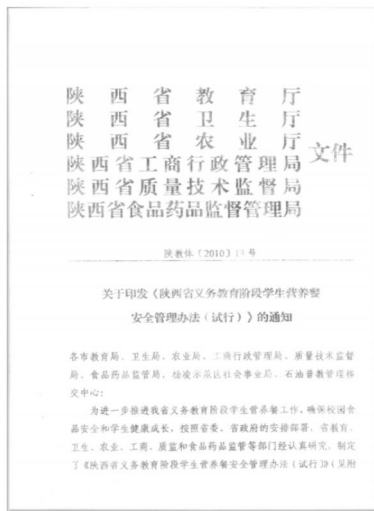 陕西省教育厅
陕西省卫生厅
陕西省农业厅
陕西省工商行政管理局
陕西省质量技术监督局
陕西省食品药品监督管理局
文件
陕教体〔2010〕 号
关于印发《陕西省义务教育阶段学生营养餐
安全管理办法（试行）》的通知
各市教育局、卫生局、农业局、工商行政管理局、质量技术监督
局、食品药品监管局，杨凌示范区社会事业局，石油普教管理移
交中心：
为进一步推进我省义务教育阶段学生营养餐工作，确保校园食
品安全和学生健康成长，按照省委、省政府的安排部署，省教育、
卫生、农业、工商、质监和食品药品监管等部门经认真研究，制定
了《陕西省义务教育阶段学生营养餐安全管理办法（试行）》（见附